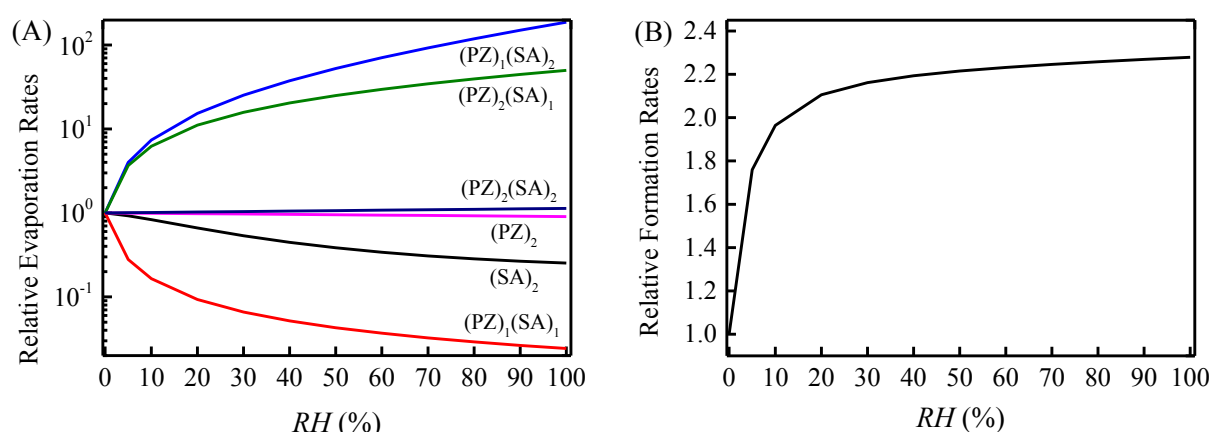 (A)
Relative Evaporation Rates
10²
10¹
10⁰
10⁻¹
(PZ)₁(SA)₂
(PZ)₂(SA)₁
(PZ)₂(SA)₂
(PZ)₂
(SA)₂
(PZ)₁(SA)₁
0 10 20 30 40 50 60 70 80 90 100
RH (%)
(B)
Relative Formation Rates
2.4
2.2
2.0
1.8
1.6
1.4
1.2
1.0
0 10 20 30 40 50 60 70 80 90 100
RH (%)